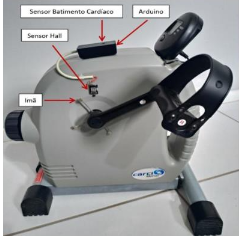 Sensor Batimento Cardíaco
Arduino
Sensor Hall
Imã